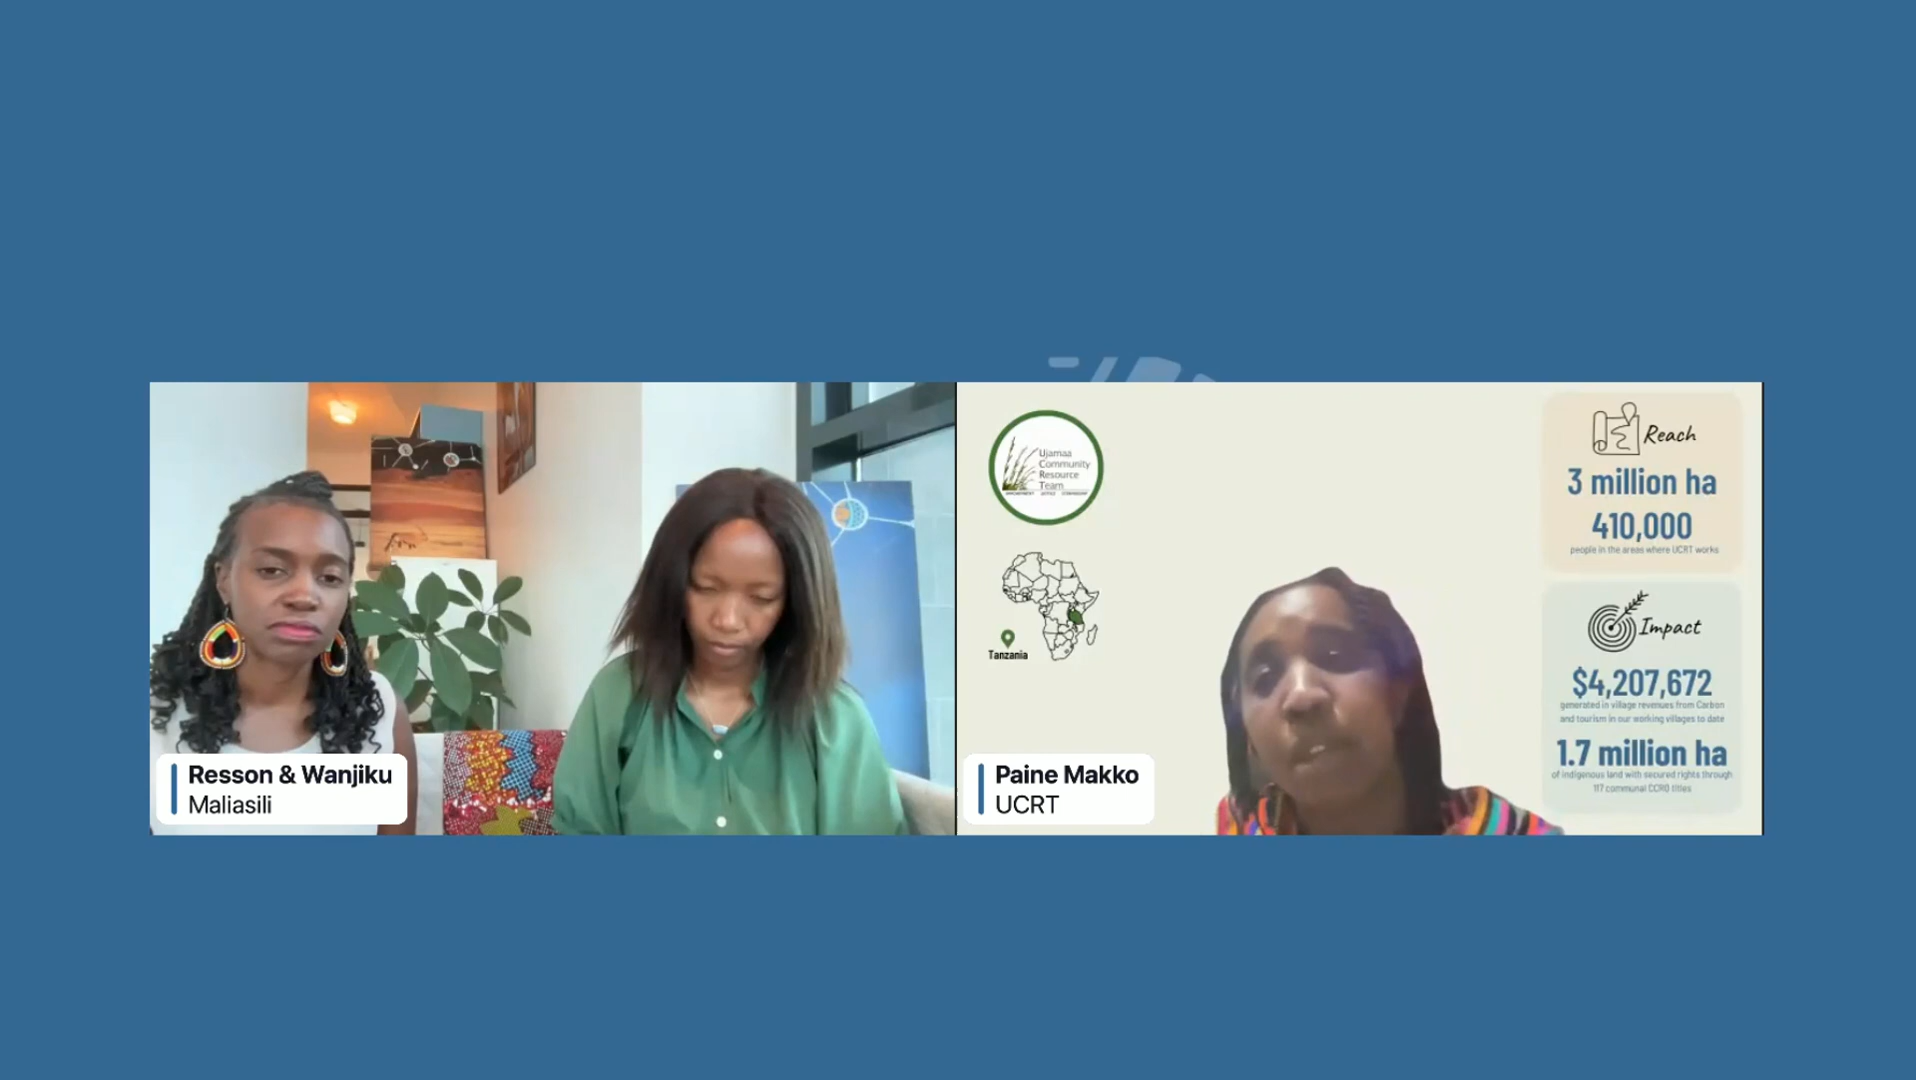 Resson & Wanjiku
Maliasili
Ujamaa
Community
Resource
Team
Tanzania
Paine Makko
UCRT
Reach
3 million ha
410,000
people in the areas where UCRT works
Impact
$4,207,672
generated in village revenues from Carbon
and tourism in our working villages to date
1.7 million ha
of indigenous land with secured rights through
117 communal CCRO titles